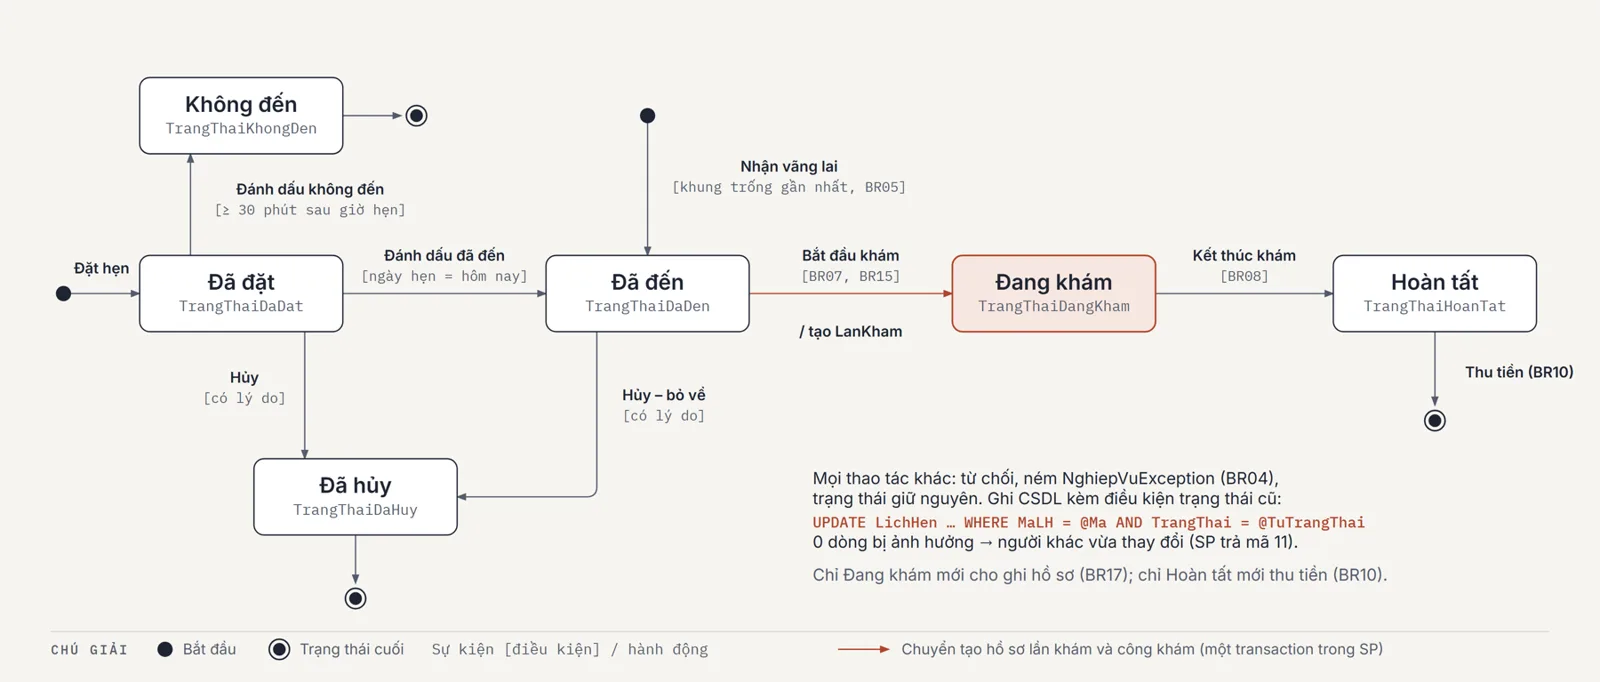 Không đến
TrangThaiKhongDen
Nhận vãng lai
[khung trống gần nhất, BR05]
Đánh dấu không đến
[≥ 30 phút sau giờ hẹn]
Đặt hẹn
Đã đặt
TrangThaiDaDat
Đánh dấu đã đến
[ngày hẹn = hôm nay]
Đã đến
TrangThaiDaDen
Bắt đầu khám
[BR07, BR15]
/ tạo LanKham
Đang khám
TrangThaiDangKham
Kết thúc khám
[BR08]
Hoàn tất
TrangThaiHoanTat
Hủy
[có lý do]
Hủy – bỏ về
[có lý do]
Thu tiền (BR10)
Đã hủy
TrangThaiDaHuy
Mọi thao tác khác: từ chối, ném NghiepVuException (BR04),
trạng thái giữ nguyên. Ghi CSDL kèm điều kiện trạng thái cũ:
UPDATE LichHen … WHERE MaLH = @Ma AND TrangThai = @TuTrangThai
0 dòng bị ảnh hưởng → người khác vừa thay đổi (SP trả mã 11).
Chỉ Đang khám mới cho ghi hồ sơ (BR17); chỉ Hoàn tất mới thu tiền (BR10).
CHÚ GIẢI
Bắt đầu
Trạng thái cuối
Sự kiện [điều kiện] / hành động
Chuyển tạo hồ sơ lần khám và công khám (một transaction trong SP)